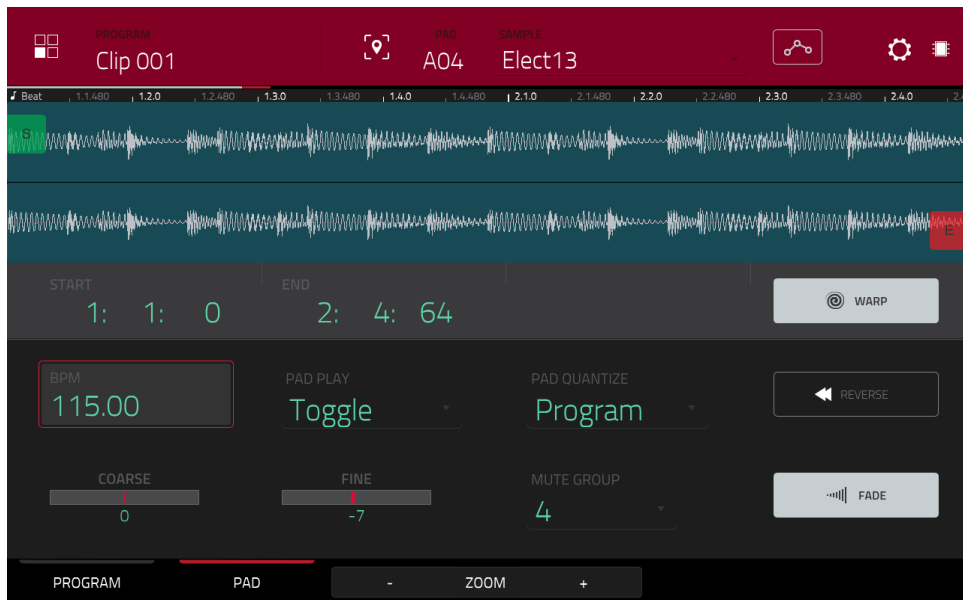 PROGRAM PAD SAMPLE
Clip 001 A04 Elect13
Beat 1.1.480 1.2.0 1.2.480 1.3.0 1.3.480 1.4.0 1.4.480 2.1.0 2.1.480 2.2.0 2.2.480 2.3.0 2.3.480 2.4.0
S
E
START END
1: 1: 0 2: 4: 64
WARP
BPM PAD PLAY PAD QUANTIZE
115.00 Toggle Program
REVERSE
COARSE FINE MUTE GROUP
0 -7 4
FADE
PROGRAM PAD - ZOOM +